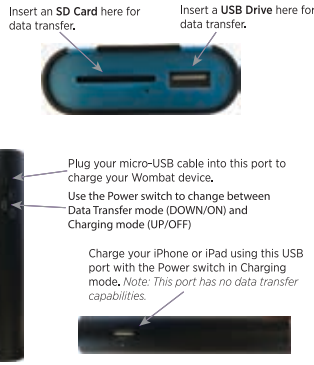 Insert an SD Card here for
data transfer.
Insert a USB Drive here for
data transfer.
Plug your micro-USB cable into this port to
charge your Wombat device.
Use the Power switch to change between
Data Transfer mode (DOWN/ON) and
Charging mode (UP/OFF)
Charge your iPhone or iPad using this USB
port with the Power switch in Charging
mode. Note: This port has no data transfer
capabilities.